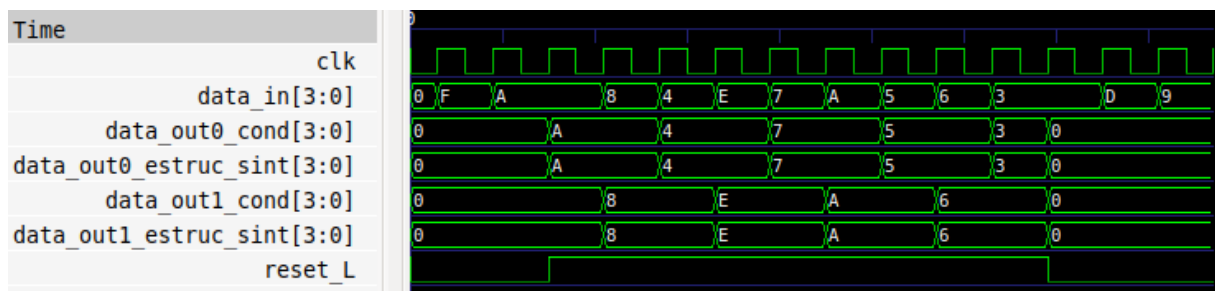 Time 0
clk
data_in[3:0] 0 F A 8 4 E 7 A 5 6 3 D 9
data_out0_cond[3:0] 0 A 4 7 5 3 0
data_out0_estruc_sint[3:0] 0 A 4 7 5 3 0
data_out1_cond[3:0] 0 8 E A 6 0
data_out1_estruc_sint[3:0] 0 8 E A 6 0
reset_L